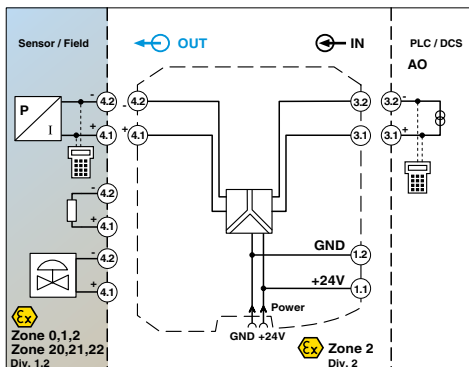 Sensor / Field
OUT
IN
PLC / DCS
AO
P
I
-
4.2
-
4.2
3.2
3.2
-
+
4.1
+
4.1
3.1
3.1
+
-
4.2
+
4.1
-
4.2
+
4.1
GND
1.2
+24V
1.1
Power
GND +24V
Ex
Zone 0,1,2
Zone 20,21,22
Div. 1,2
Ex
Zone 2
Div. 2